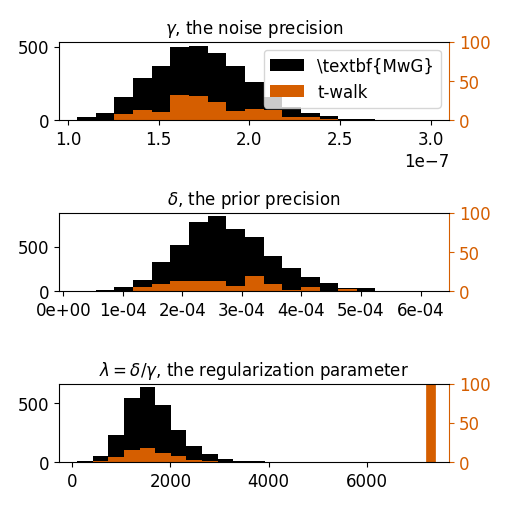 γ, the noise precision
500
0
100
50
0
\textbf{MwG}
t-walk
1.0 1.5 2.0 2.5 3.0
1e−7
δ, the prior precision
500
0
100
50
0
0e+00 1e-04 2e-04 3e-04 4e-04 5e-04 6e-04
λ = δ/γ, the regularization parameter
500
0
100
50
0
0 2000 4000 6000